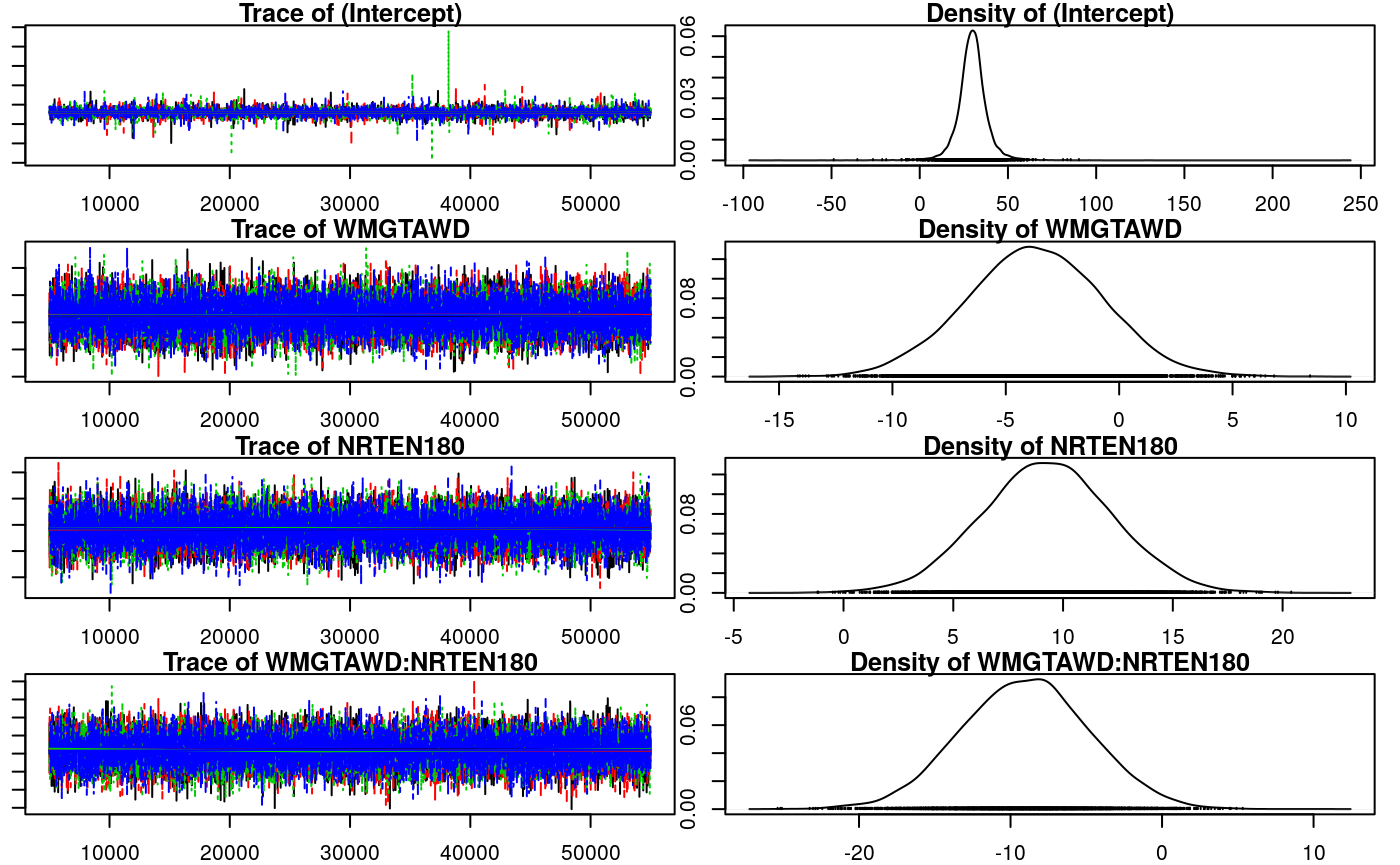 Trace of (Intercept)
10000 20000 30000 40000 50000
Density of (Intercept)
0.00 0.03 0.06
-100 -50 0 50 100 150 200 250
Trace of WMGTAWD
10000 20000 30000 40000 50000
Density of WMGTAWD
0.00 0.08
-15 -10 -5 0 5 10
Trace of NRTEN180
10000 20000 30000 40000 50000
Density of NRTEN180
0.00 0.08
-5 0 5 10 15 20
Trace of WMGTAWD:NRTEN180
10000 20000 30000 40000 50000
Density of WMGTAWD:NRTEN180
0.00 0.06
-20 -10 0 10